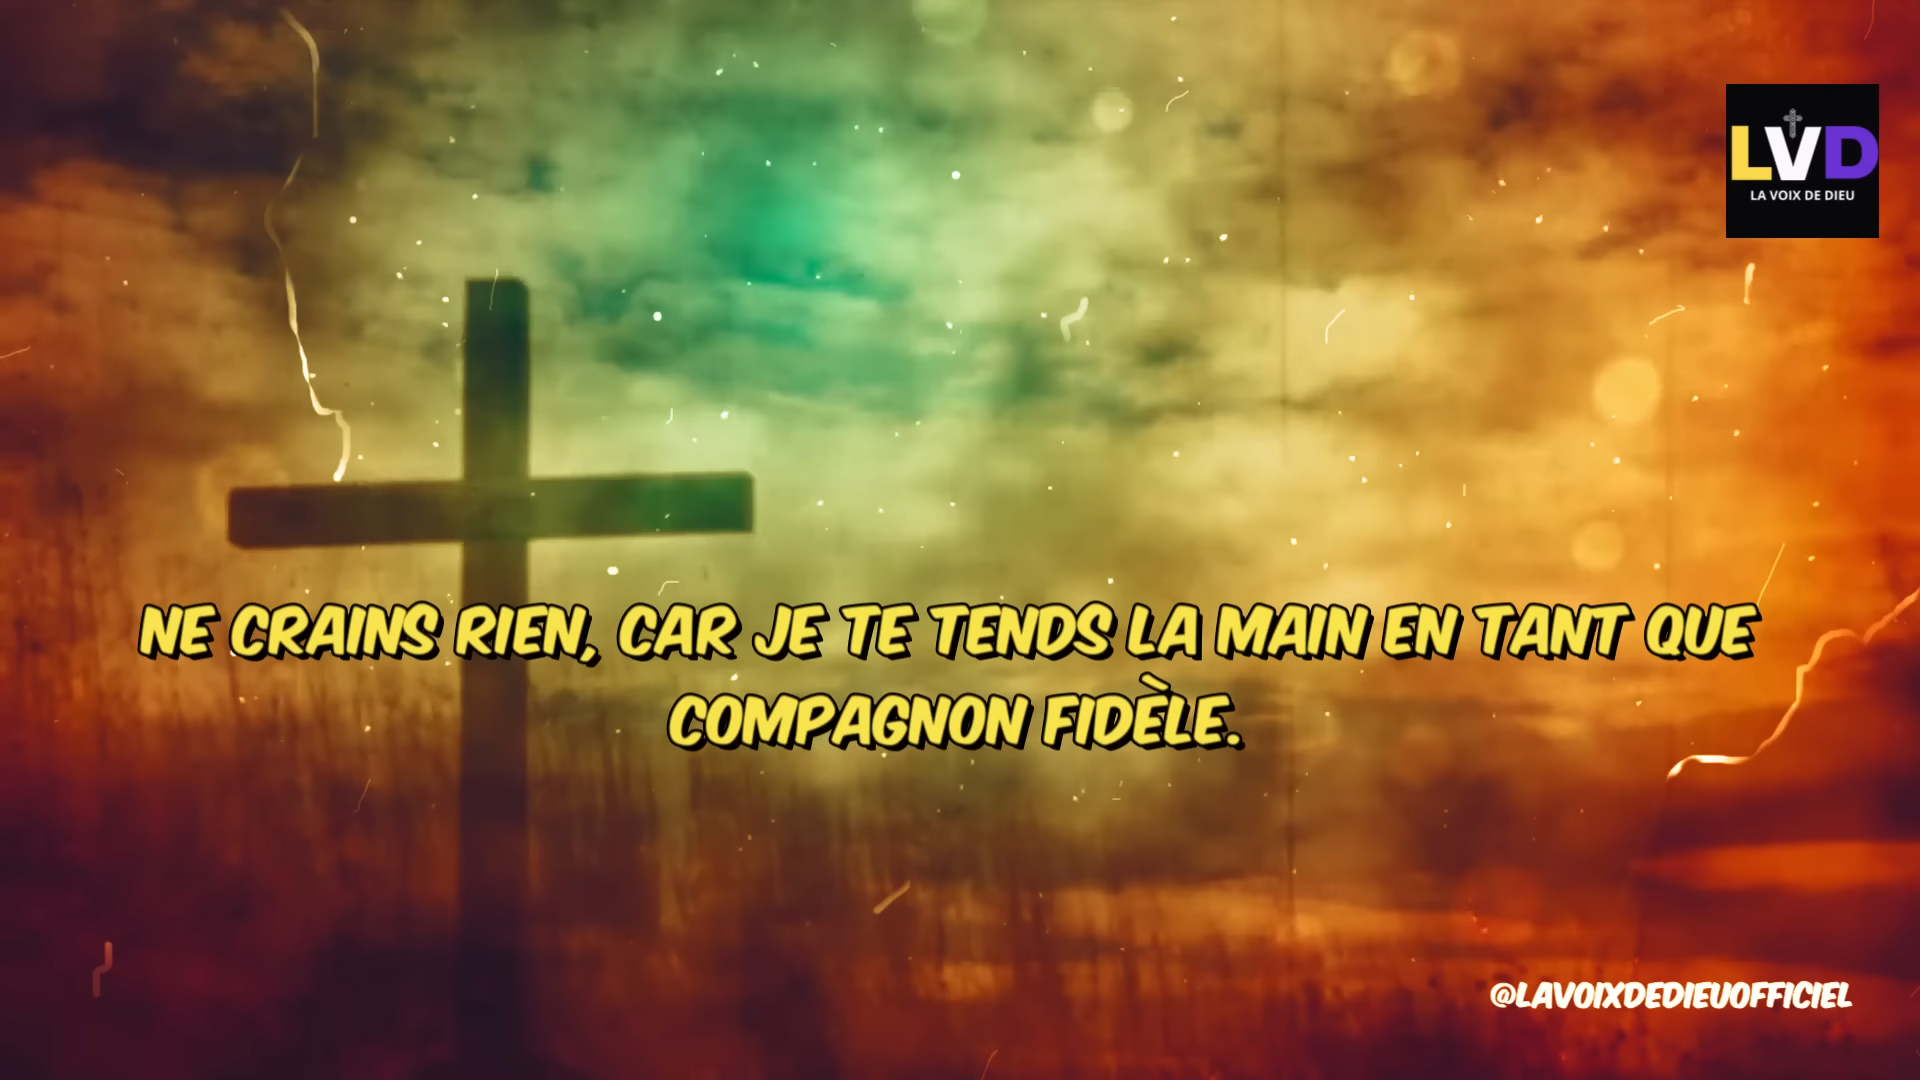 LVD
LA VOIX DE DIEU
NE CRAINS RIEN, CAR JE TE TENDS LA MAIN EN TANT QUE
COMPAGNON FIDÈLE.
@LAVOIXDEDIEUOFFICIEL